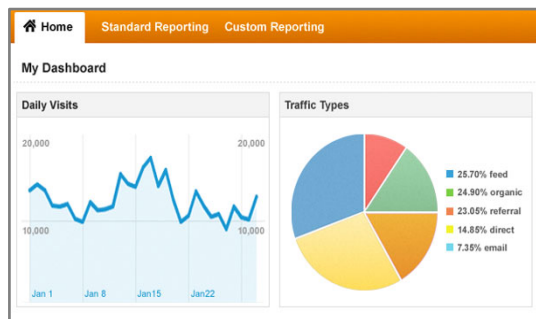 Home Standard Reporting Custom Reporting
My Dashboard
Daily Visits
20,000 20,000
10,000 10,000
Jan 1 Jan 8 Jan15 Jan22
Traffic Types
25.70% feed
24.90% organic
23.05% referral
14.85% direct
7.35% email